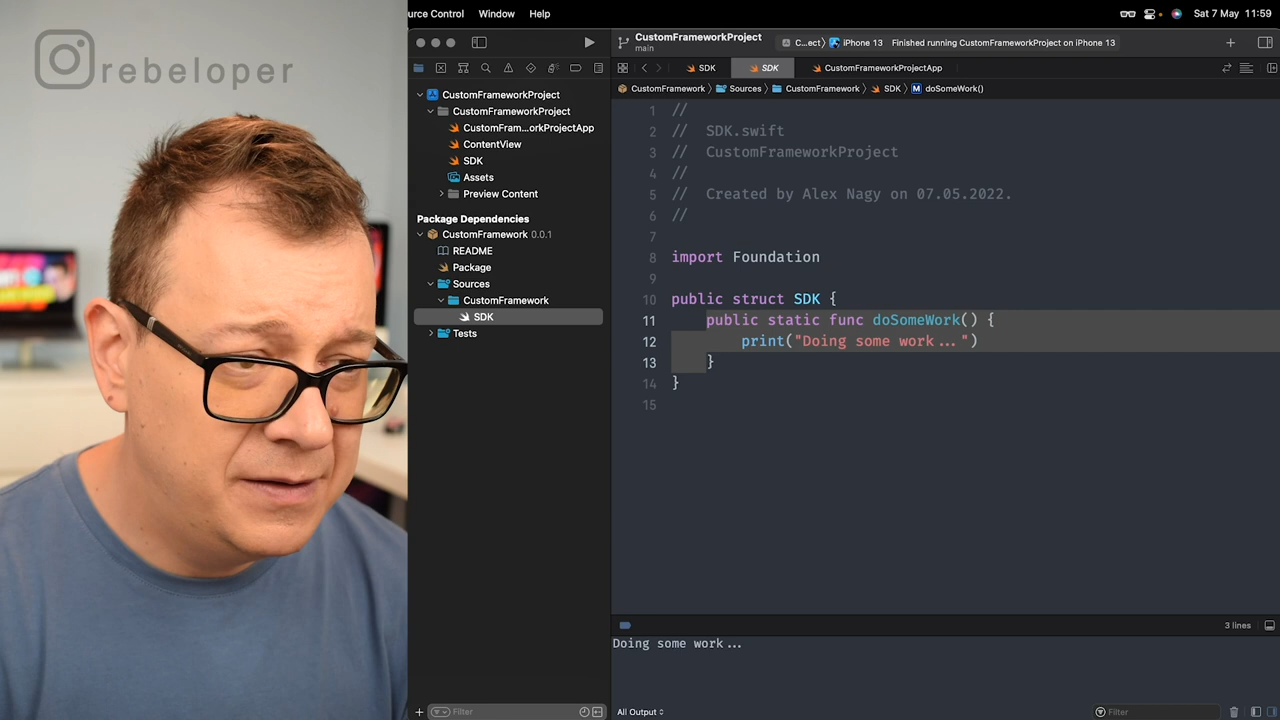 rebeloper
urce Control Window Help
Sat 7 May 11:59
CustomFrameworkProject
main
C...ect) iPhone 13 Finished running CustomFrameworkProject on iPhone 13
SDK SDK CustomFrameworkProjectApp
CustomFramework Sources CustomFramework SDK M doSomeWork()
CustomFrameworkProject
CustomFrameworkProject
CustomFram...orkProjectApp
ContentView
SDK
Assets
Preview Content
Package Dependencies
CustomFramework 0.0.1
README
Package
Sources
CustomFramework
SDK
Tests
Filter
1 //
2 // SDK.swift
3 // CustomFrameworkProject
4 //
5 // Created by Alex Nagy on 07.05.2022.
6 //
7
8 import Foundation
9
10 public struct SDK {
11 public static func doSomeWork() {
12 print("Doing some work...")
13 }
14 }
15
3 lines
Doing some work...
All Output
Filter